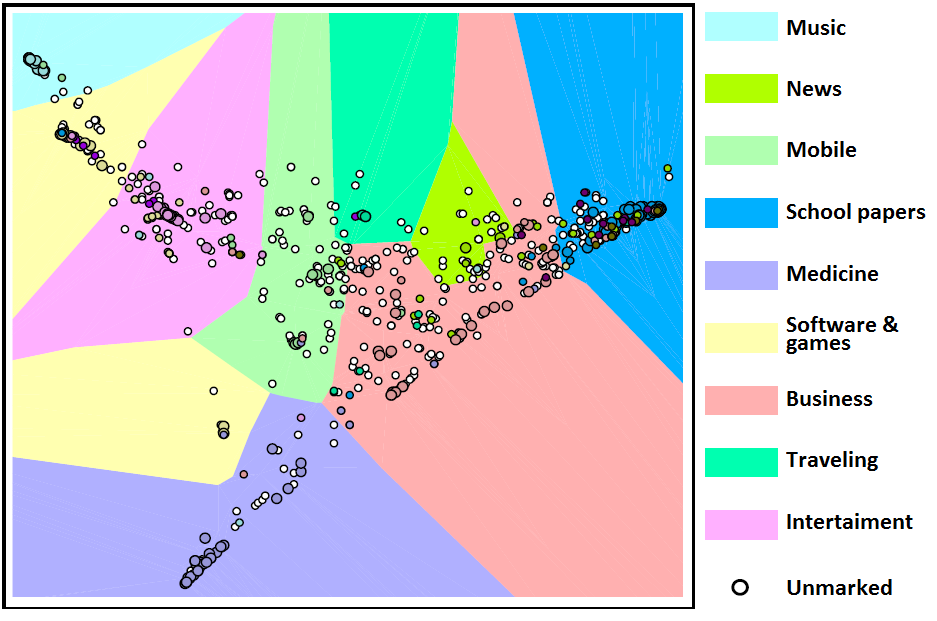 Music
News
Mobile
School papers
Medicine
Software &
games
Business
Traveling
Intertaiment
Unmarked